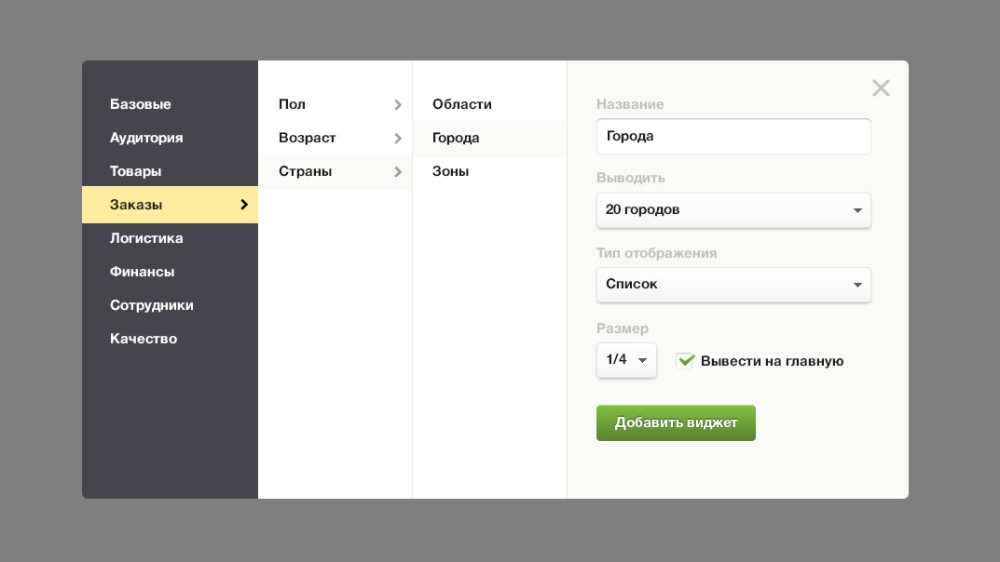 Базовые
Аудитория
Товары
Заказы
Логистика
Финансы
Сотрудники
Качество
Пол
Возраст
Страны
Области
Города
Зоны
Название
Города
Выводить
20 городов
Тип отображения
Список
Размер
1/4
Вывести на главную
Добавить виджет